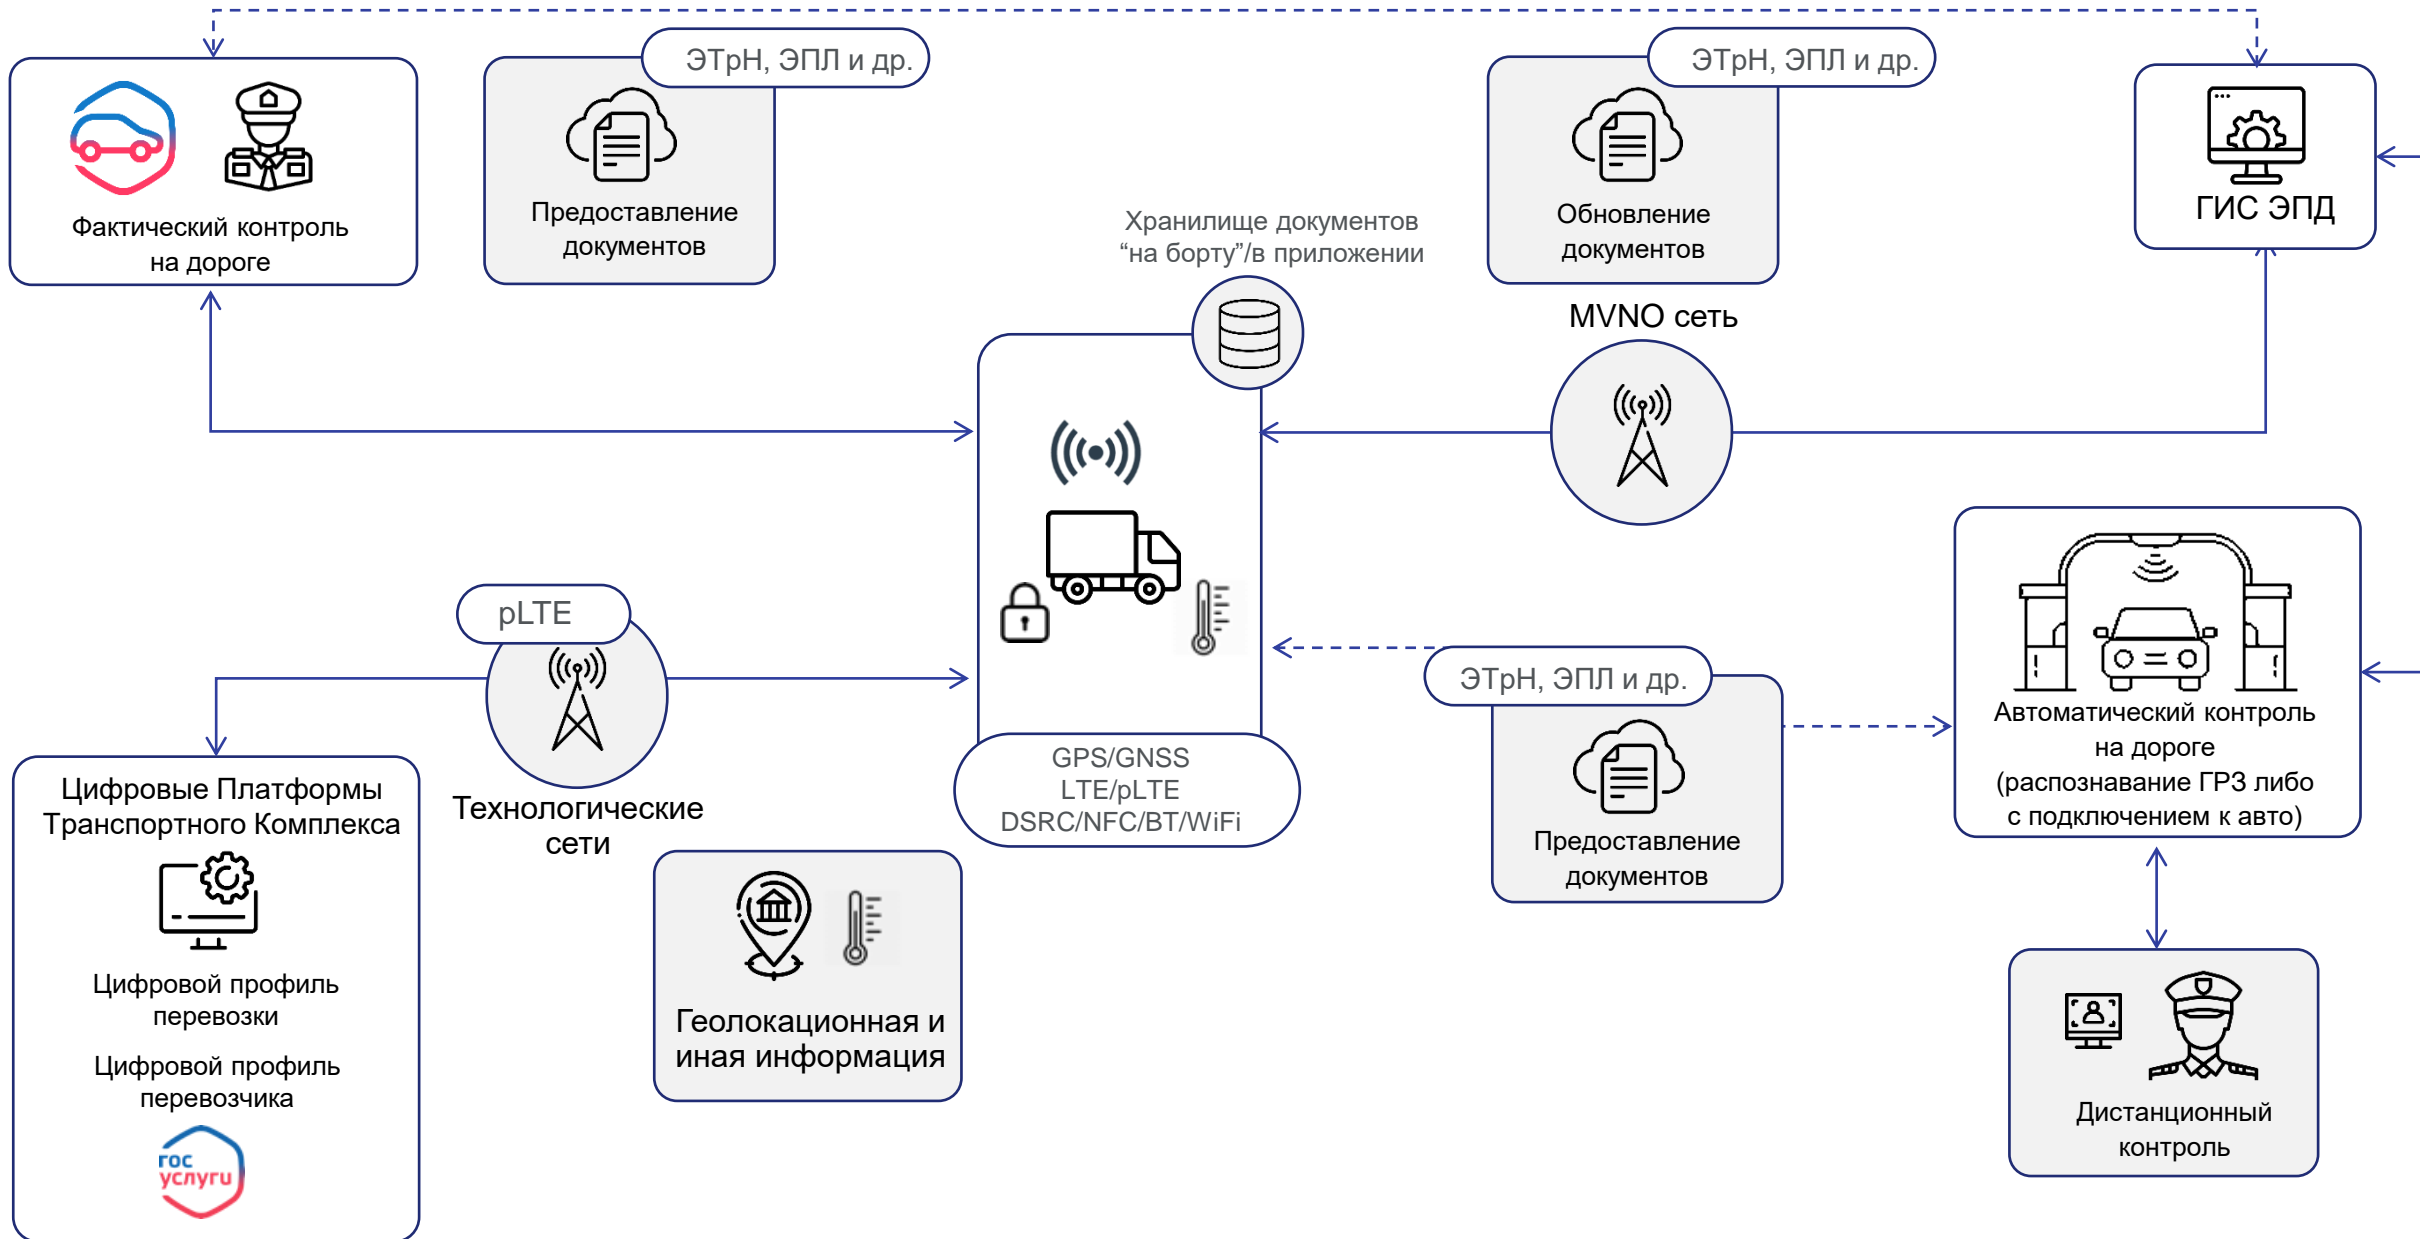 ЭТрН, ЭПЛ и др.
ЭТрН, ЭПЛ и др.
Фактический контроль
на дороге
Предоставление
документов
Хранилище документов
“на борту”/в приложении
Обновление
документов
ГИС ЭПД
MVNO сеть
pLTE
Технологические
сети
GPS/GNSS
LTE/pLTE
DSRC/NFC/BT/WiFi
ЭТрН, ЭПЛ и др.
Предоставление
документов
Автоматический контроль
на дороге
(распознавание ГРЗ либо
с подключением к авто)
Цифровые Платформы
Транспортного Комплекса
Цифровой профиль
перевозки
Цифровой профиль
перевозчика
гос
услуги
Геолокационная и
иная информация
Дистанционный
контроль